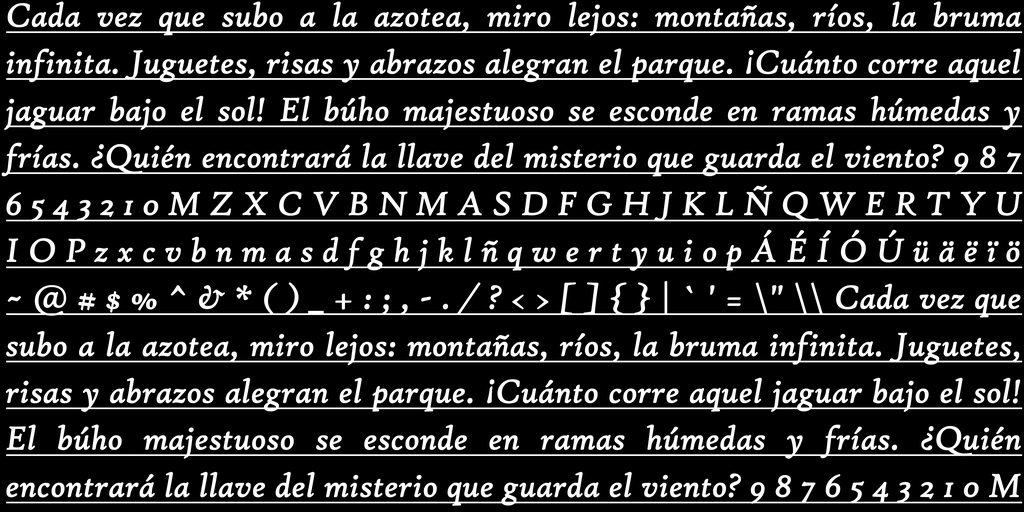 Cada vez que subo a la azotea, miro lejos: montañas, ríos, la bruma
infinita. Juguetes, risas y abrazos alegran el parque. ¡Cuánto corre aquel
jaguar bajo el sol! El búho majestuoso se esconde en ramas húmedas y
frías. ¿Quién encontrará la llave del misterio que guarda el viento? 9 8 7
6 5 4 3 2 1 0 M Z X C V B N M A S D F G H J K L Ñ Q W E R T Y U
I O P z x c v b n m a s d f g h j k l ñ q w e r t y u i o p Á É Í Ó Ú ü ä ë ï ö
~ @ # $ % ^ & * ( ) _ + : ; , - . / ? < > [ ] { } | ` ' = \" \\ Cada vez que
subo a la azotea, miro lejos: montañas, ríos, la bruma infinita. Juguetes,
risas y abrazos alegran el parque. ¡Cuánto corre aquel jaguar bajo el sol!
El búho majestuoso se esconde en ramas húmedas y frías. ¿Quién
encontrará la llave del misterio que guarda el viento? 9 8 7 6 5 4 3 2 1 0 M